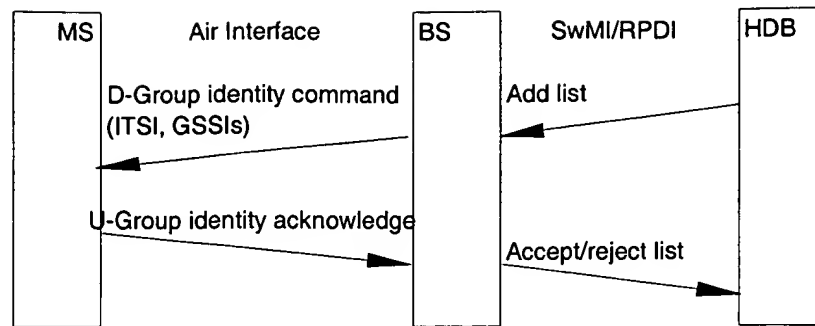 MS
Air Interface
BS
SwMI/RPDI
HDB
D-Group identity command
(ITSI, GSSIs)
Add list
U-Group identity acknowledge
Accept/reject list